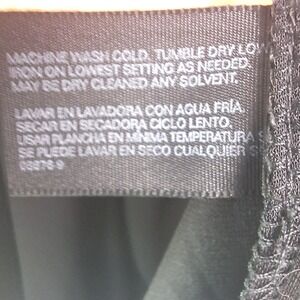 MACHINE WASH COLD. TUMBLE DRY LOW
IRON ON LOWEST SETTING AS NEEDED.
MAY BE DRY CLEANED ANY SOLVENT.
LAVAR EN LAVADORA CON AGUA FRÍA.
SECAR EN SECADORA CICLO LENTO.
USAR PLANCHA EN MÍNIMA TEMPERATURA S
SE PUEDE LAVAR EN SECO CUALQUIER S